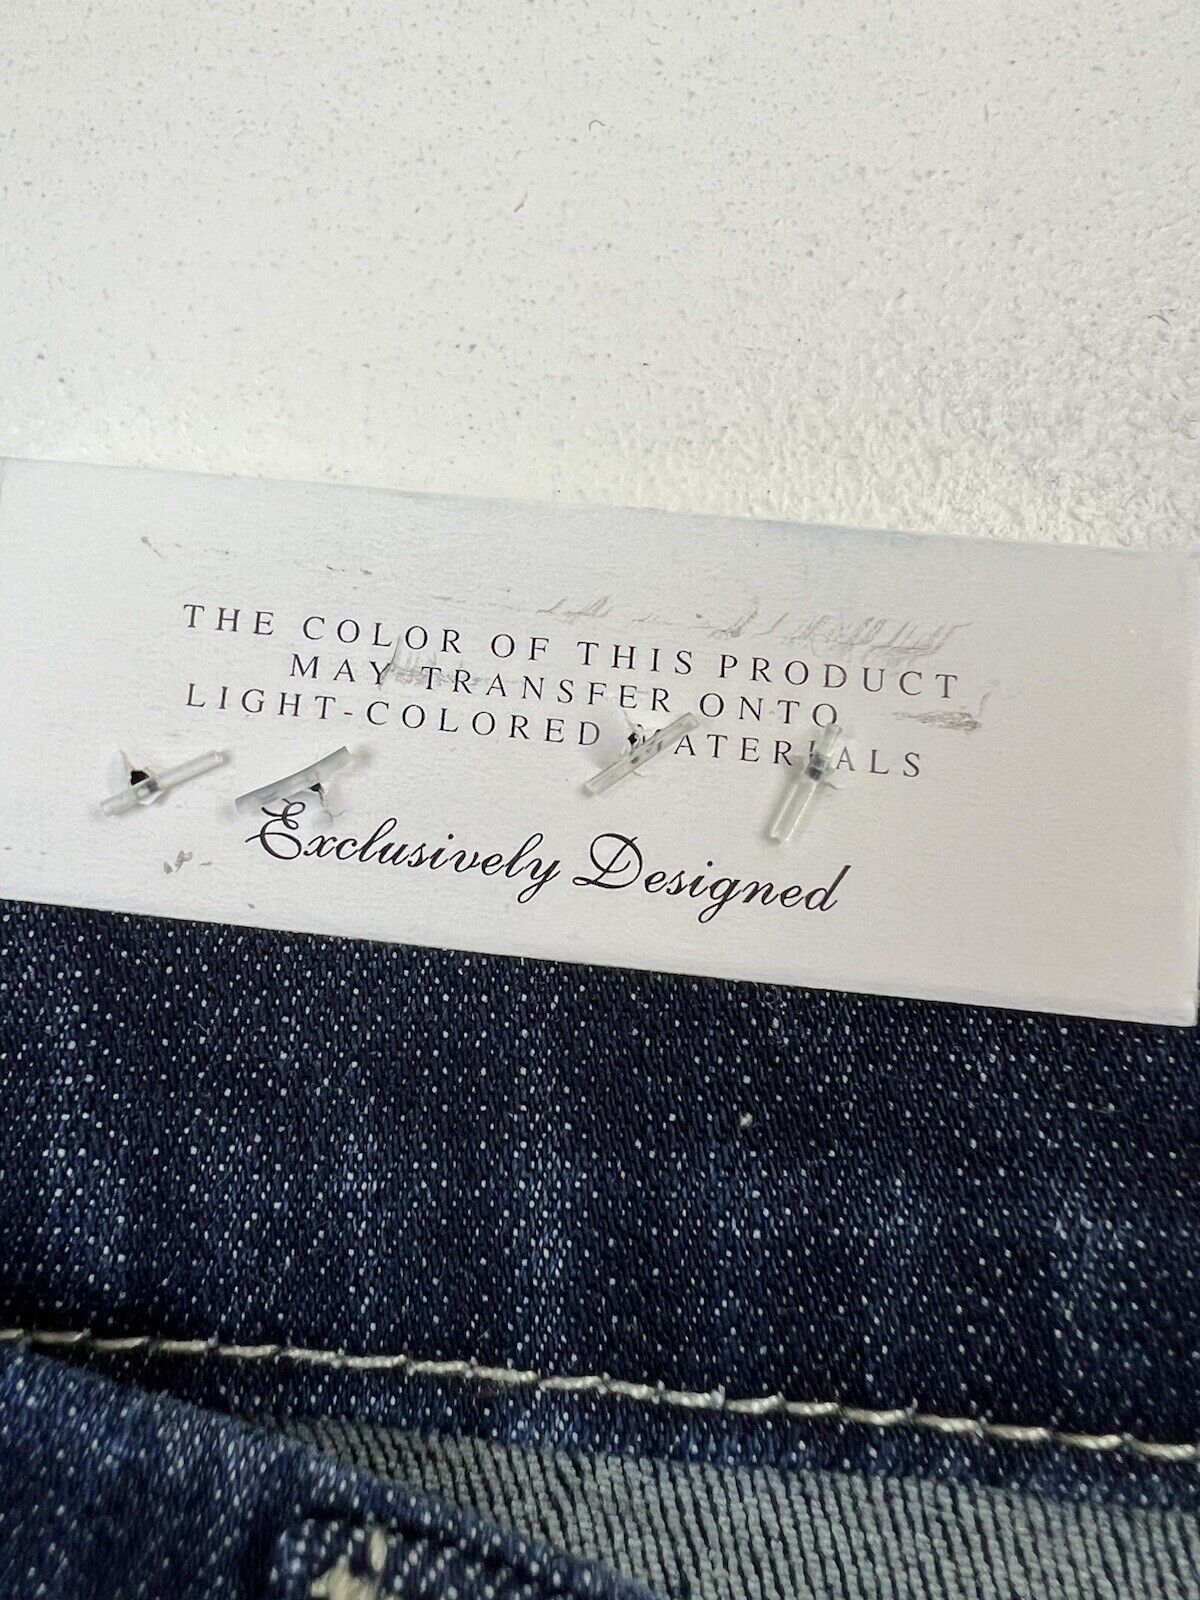 THE COLOR OF THIS PRODUCT
MAY TRANSFER ONTO
LIGHT-COLORED MATERIALS
Exclusively Designed